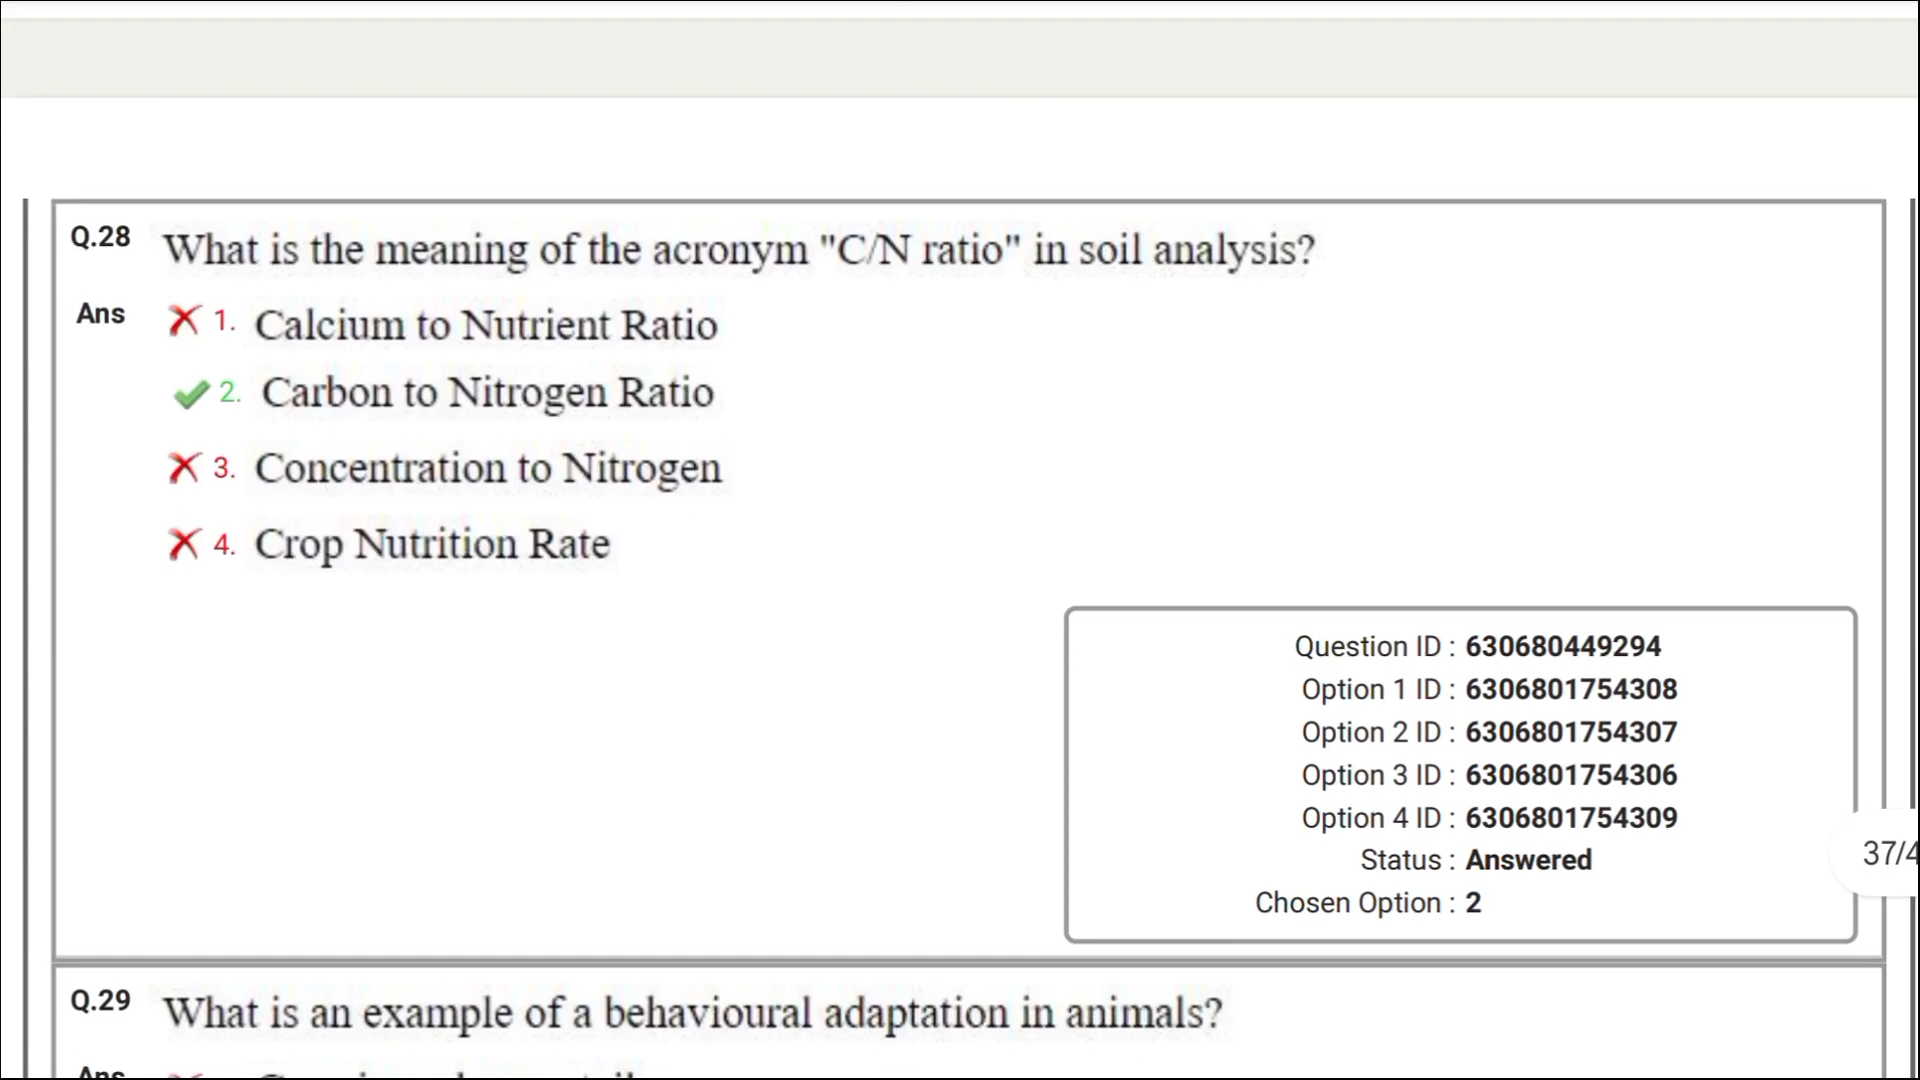 Q.28 What is the meaning of the acronym "C/N ratio" in soil analysis?
Ans 1. Calcium to Nutrient Ratio
2. Carbon to Nitrogen Ratio
3. Concentration to Nitrogen
4. Crop Nutrition Rate
Question ID : 630680449294
Option 1 ID : 6306801754308
Option 2 ID : 6306801754307
Option 3 ID : 6306801754306
Option 4 ID : 6306801754309
Status : Answered
37/4
Chosen Option : 2
Q.29 What is an example of a behavioural adaptation in animals?
Ans